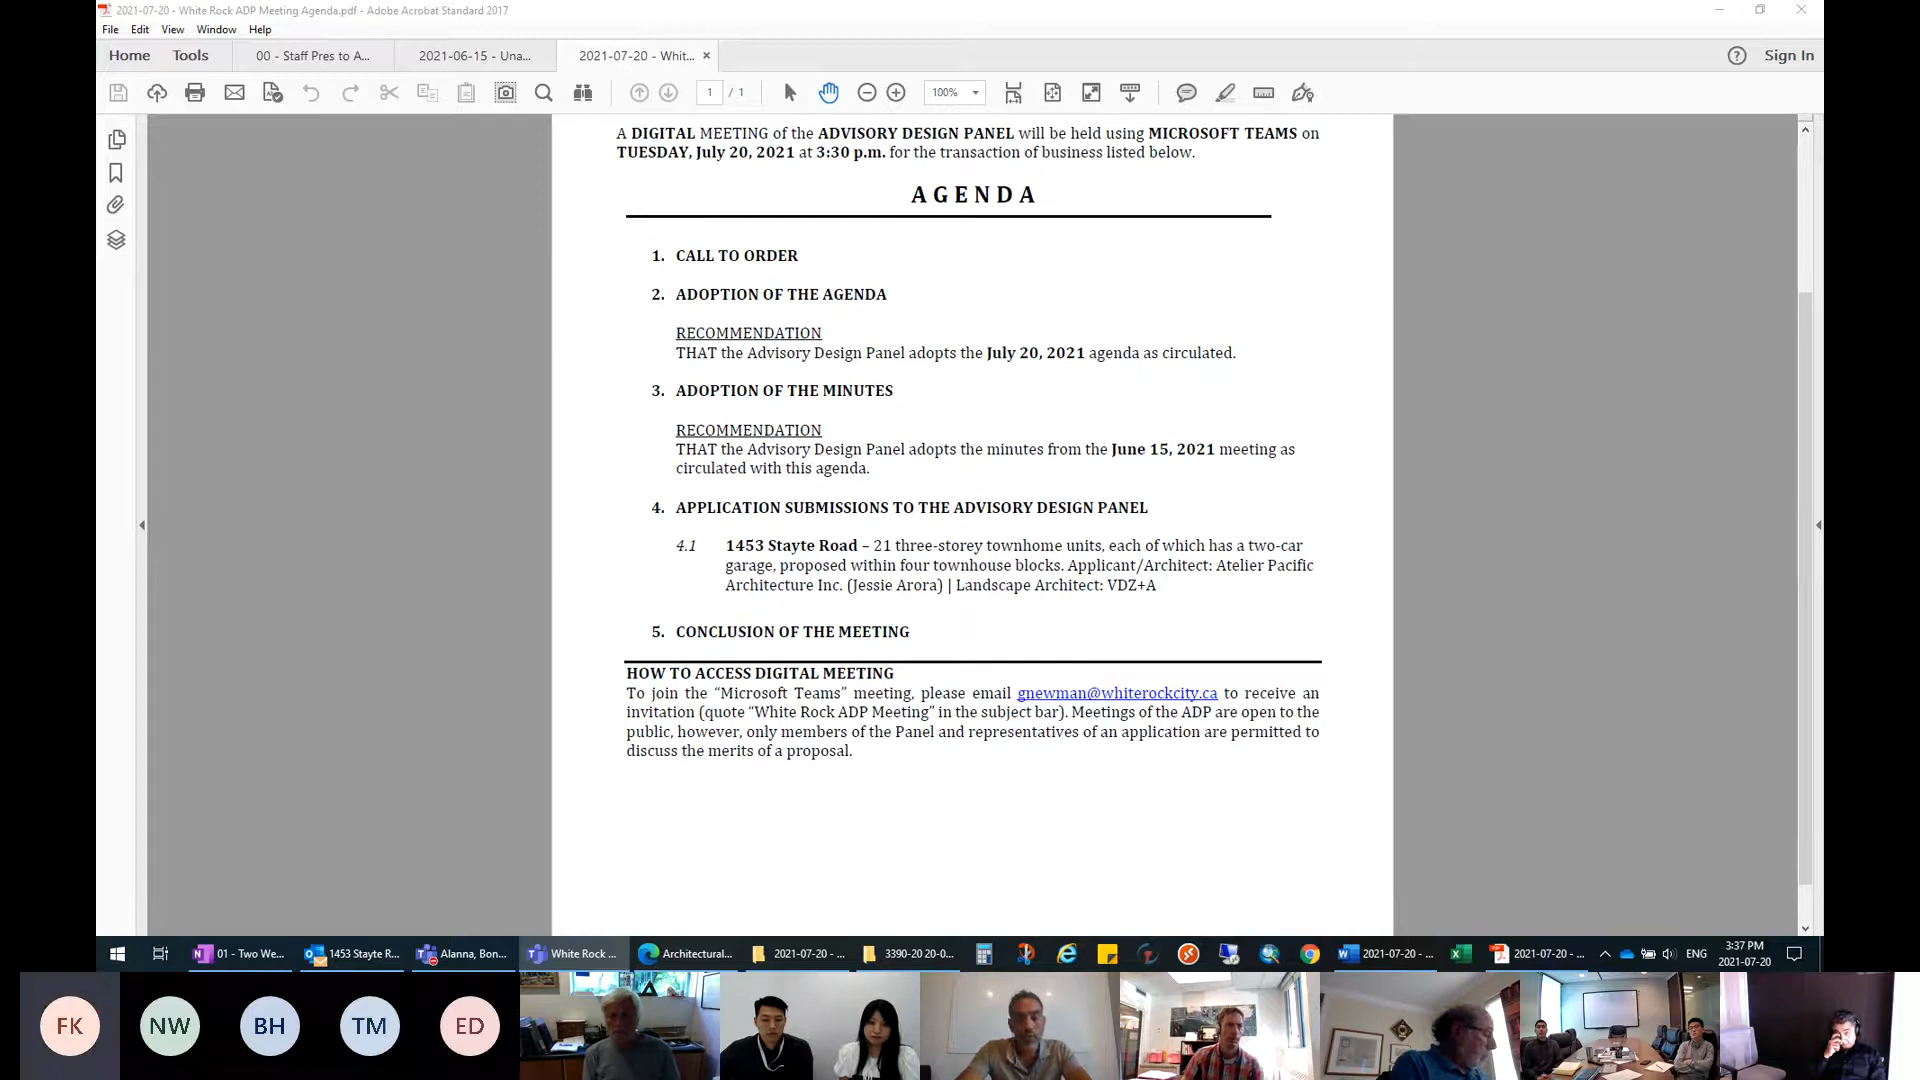 2021-07-20 - White Rock ADP Meeting Agenda.pdf - Adobe Acrobat Standard 2017
File Edit View Window Help
Home Tools 00 - Staff Pres to A... 2021-06-15 - Una... 2021-07-20 - Whit... × Sign In
1 / 1 100%
A DIGITAL MEETING of the ADVISORY DESIGN PANEL will be held using MICROSOFT TEAMS on
TUESDAY, July 20, 2021 at 3:30 p.m. for the transaction of business listed below.
AGENDA
1. CALL TO ORDER
2. ADOPTION OF THE AGENDA
RECOMMENDATION
THAT the Advisory Design Panel adopts the July 20, 2021 agenda as circulated.
3. ADOPTION OF THE MINUTES
RECOMMENDATION
THAT the Advisory Design Panel adopts the minutes from the June 15, 2021 meeting as
circulated with this agenda.
4. APPLICATION SUBMISSIONS TO THE ADVISORY DESIGN PANEL
4.1 1453 Stayte Road – 21 three-storey townhome units, each of which has a two-car
garage, proposed within four townhouse blocks. Applicant/Architect: Atelier Pacific
Architecture Inc. (Jessie Arora) | Landscape Architect: VDZ+A
5. CONCLUSION OF THE MEETING
HOW TO ACCESS DIGITAL MEETING
To join the “Microsoft Teams” meeting, please email gnewman@whiterockcity.ca to receive an
invitation (quote “White Rock ADP Meeting” in the subject bar). Meetings of the ADP are open to the
public, however, only members of the Panel and representatives of an application are permitted to
discuss the merits of a proposal.
01 - Two We... 1453 Stayte R... Alanna, Bon... White Rock ... Architectural... 2021-07-20 - ... 3390-20 20-0... 2021-07-20 - ... 2021-07-20 - ... ENG 3:37 PM
2021-07-20
FK NW BH TM ED